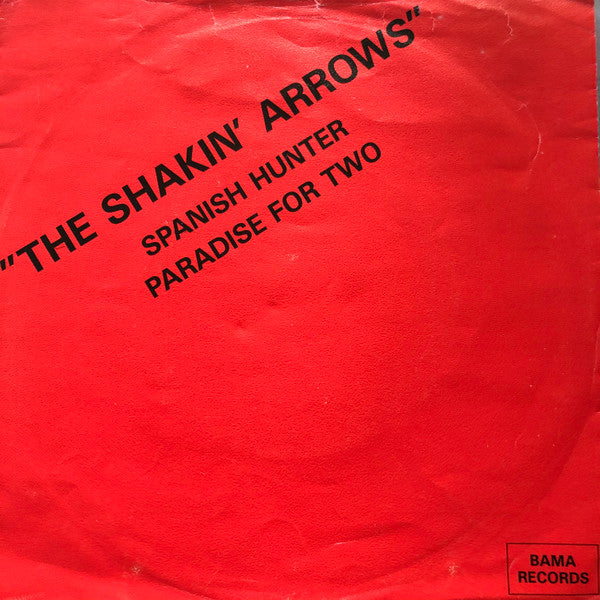 "THE SHAKIN' ARROWS"
SPANISH HUNTER
PARADISE FOR TWO
BAMA
RECORDS